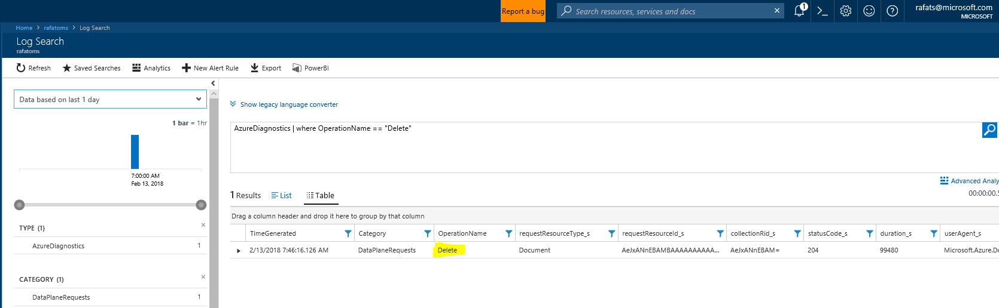 Report a bug
Search resources, services and docs
1
rafats@microsoft.com
MICROSOFT
Home > rafatoms > Log Search
Log Search
rafatoms
Refresh Saved Searches Analytics New Alert Rule Export PowerBI
Data based on last 1 day
1 bar = 1hr
7:00:00 AM
Feb 13, 2018
TYPE (1)
AzureDiagnostics 1
CATEGORY (1)
DataPlaneRequests 1
Show legacy language converter
AzureDiagnostics | where OperationName == "Delete"
Advanced Analy
1 Results List Table
00:00:00.5
Drag a column header and drop it here to group by that column
TimeGenerated Category OperationName requestResourceType_s requestResourceId_s collectionRid_s statusCode_s duration_s userAgent_s
2/13/2018 7:46:16.126 AM DataPlaneRequests Delete Document AeJxANnEBAMBAAAAAAAAAA... AeJxANnEBAM= 204 99480 Microsoft.Azure.Do